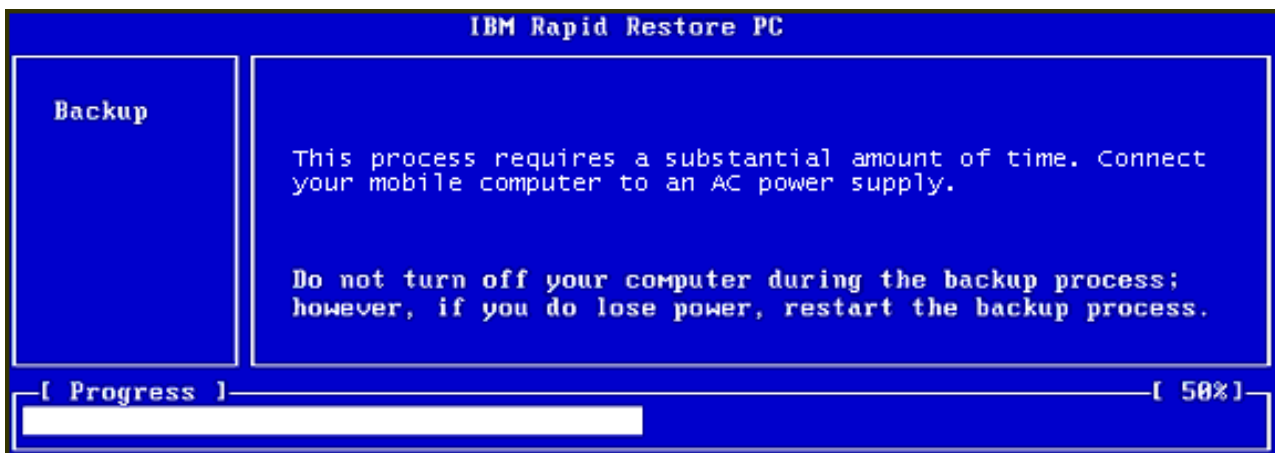 IBM Rapid Restore PC
Backup
This process requires a substantial amount of time. Connect
your mobile computer to an AC power supply.
Do not turn off your computer during the backup process;
however, if you do lose power, restart the backup process.
[ Progress ]
[ 50%]